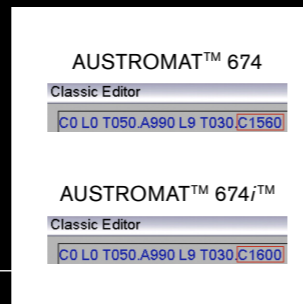 AUSTROMAT™ 674
Classic Editor
C0 L0 T050.A990 L9 T030.C1560
AUSTROMAT™ 674i™
Classic Editor
C0 L0 T050.A990 L9 T030.C1600